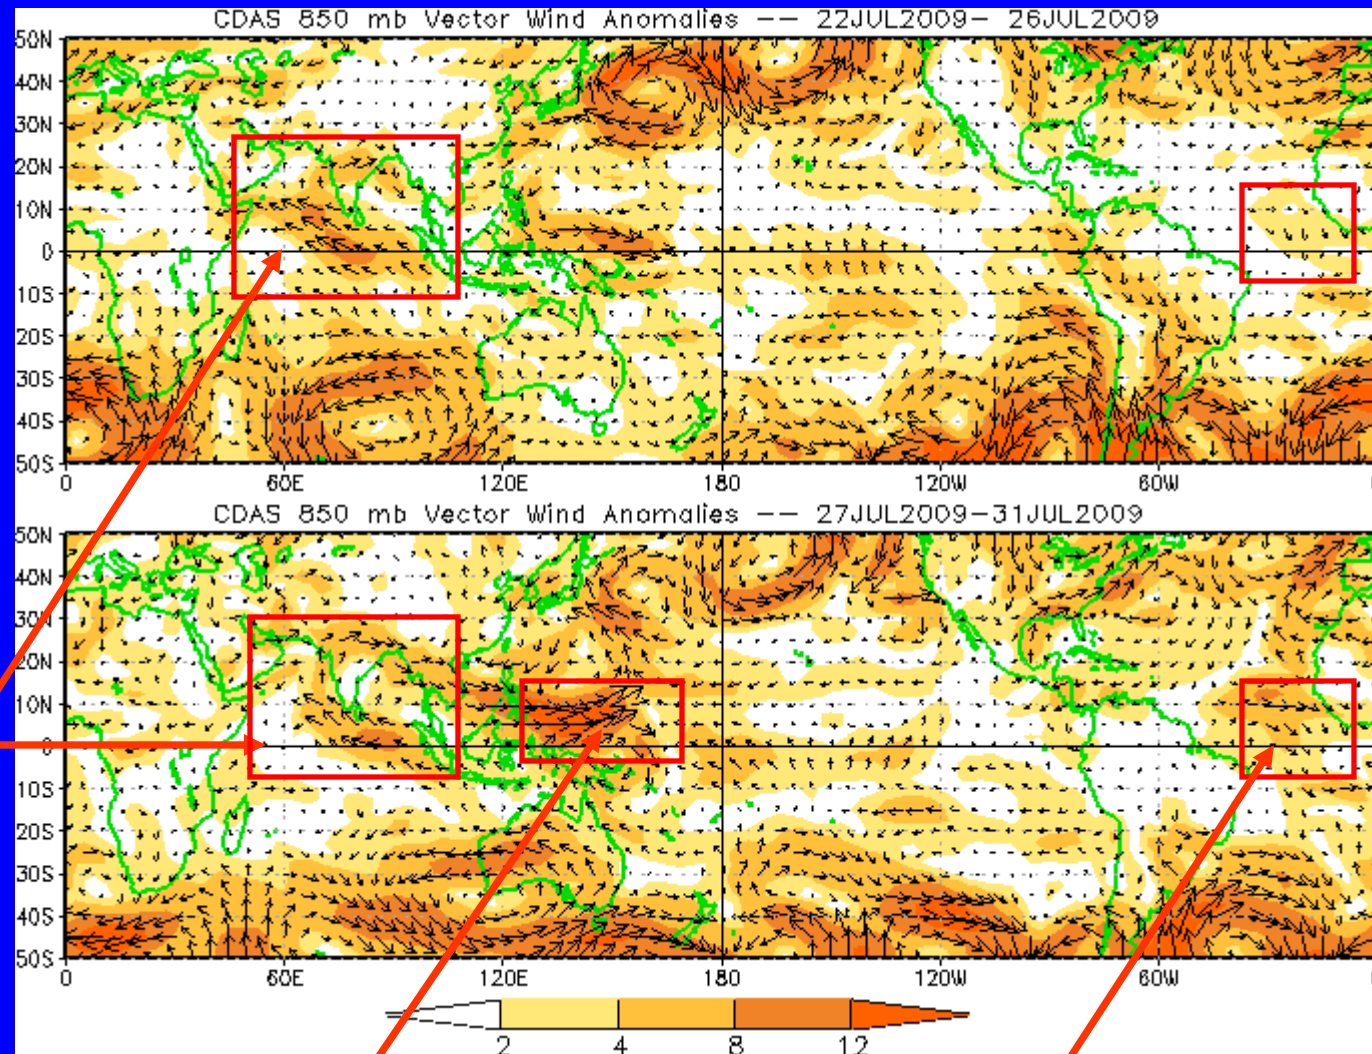 CDAS 850 mb Vector Wind Anomalies -- 22JUL2009- 26JUL2009
50N
40N
30N
20N
10N
0
10S
20S
30S
40S
50S
0 60E 120E 180 120W 60W
CDAS 850 mb Vector Wind Anomalies -- 27JUL2009-31JUL2009
50N
40N
30N
20N
10N
0
10S
20S
30S
40S
50S
0 60E 120E 180 120W 60W
2 4 8 12